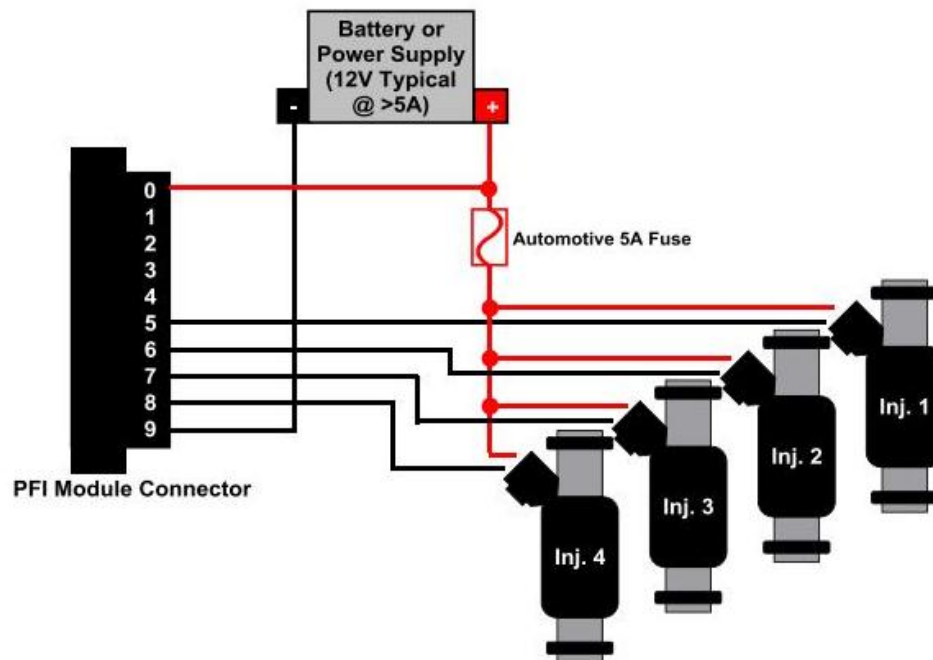 Battery or
Power Supply
(12V Typical
@ >5A)
-
+
0
1
2
3
4
5
6
7
8
9
Automotive 5A Fuse
PFI Module Connector
Inj. 1
Inj. 2
Inj. 3
Inj. 4